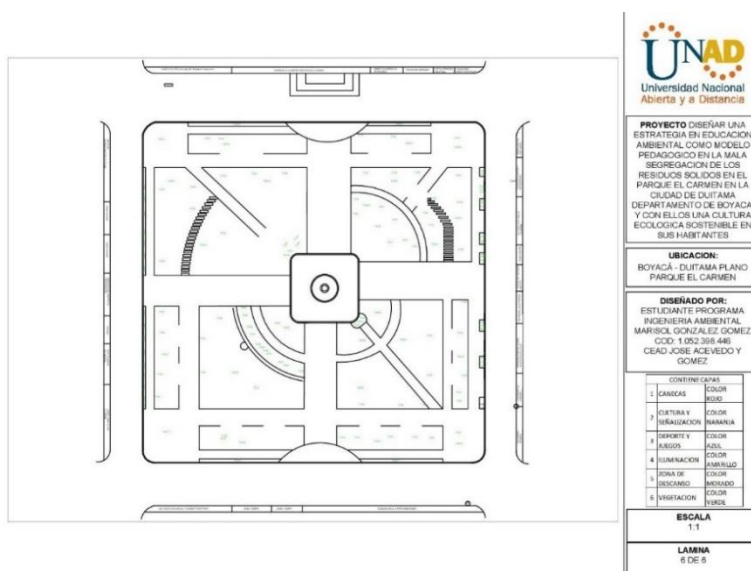 UNAD
Universidad Nacional
Abierta y a Distancia
PROYECTO DISEÑAR UNA
ESTRATEGIA EN EDUCACION
AMBIENTAL COMO MODELO
PEDAGOGICO EN LA MALA
SEGREGACION DE LOS
RESIDUOS SOLIDOS EN EL
PARQUE EL CARMEN EN LA
CIUDAD DE DUITAMA
DEPARTAMENTO DE BOYACA
Y CON ELLOS UNA CULTURA
ECOLOGICA SOSTENIBLE EN
SUS HABITANTES
UBICACION:
BOYACÁ - DUITAMA PLANO
PARQUE EL CARMEN
DISEÑADO POR:
ESTUDIANTE PROGRAMA
INGENIERIA AMBIENTAL
MARISOL GONZALEZ GOMEZ
COD: 1.052.398.446
CEAD JOSE ACEVEDO Y
GOMEZ
CONTIENE CAPAS
1 CANECAS COLOR ROJO
2 CULTURA Y SEÑALIZACION COLOR NARANJA
3 DEPORTE Y JUEGOS COLOR AZUL
4 ILUMINACION COLOR AMARILLO
5 ZONA DE DESCANSO COLOR MORADO
6 VEGETACION COLOR VERDE
ESCALA
1:1
LAMINA
6 DE 6